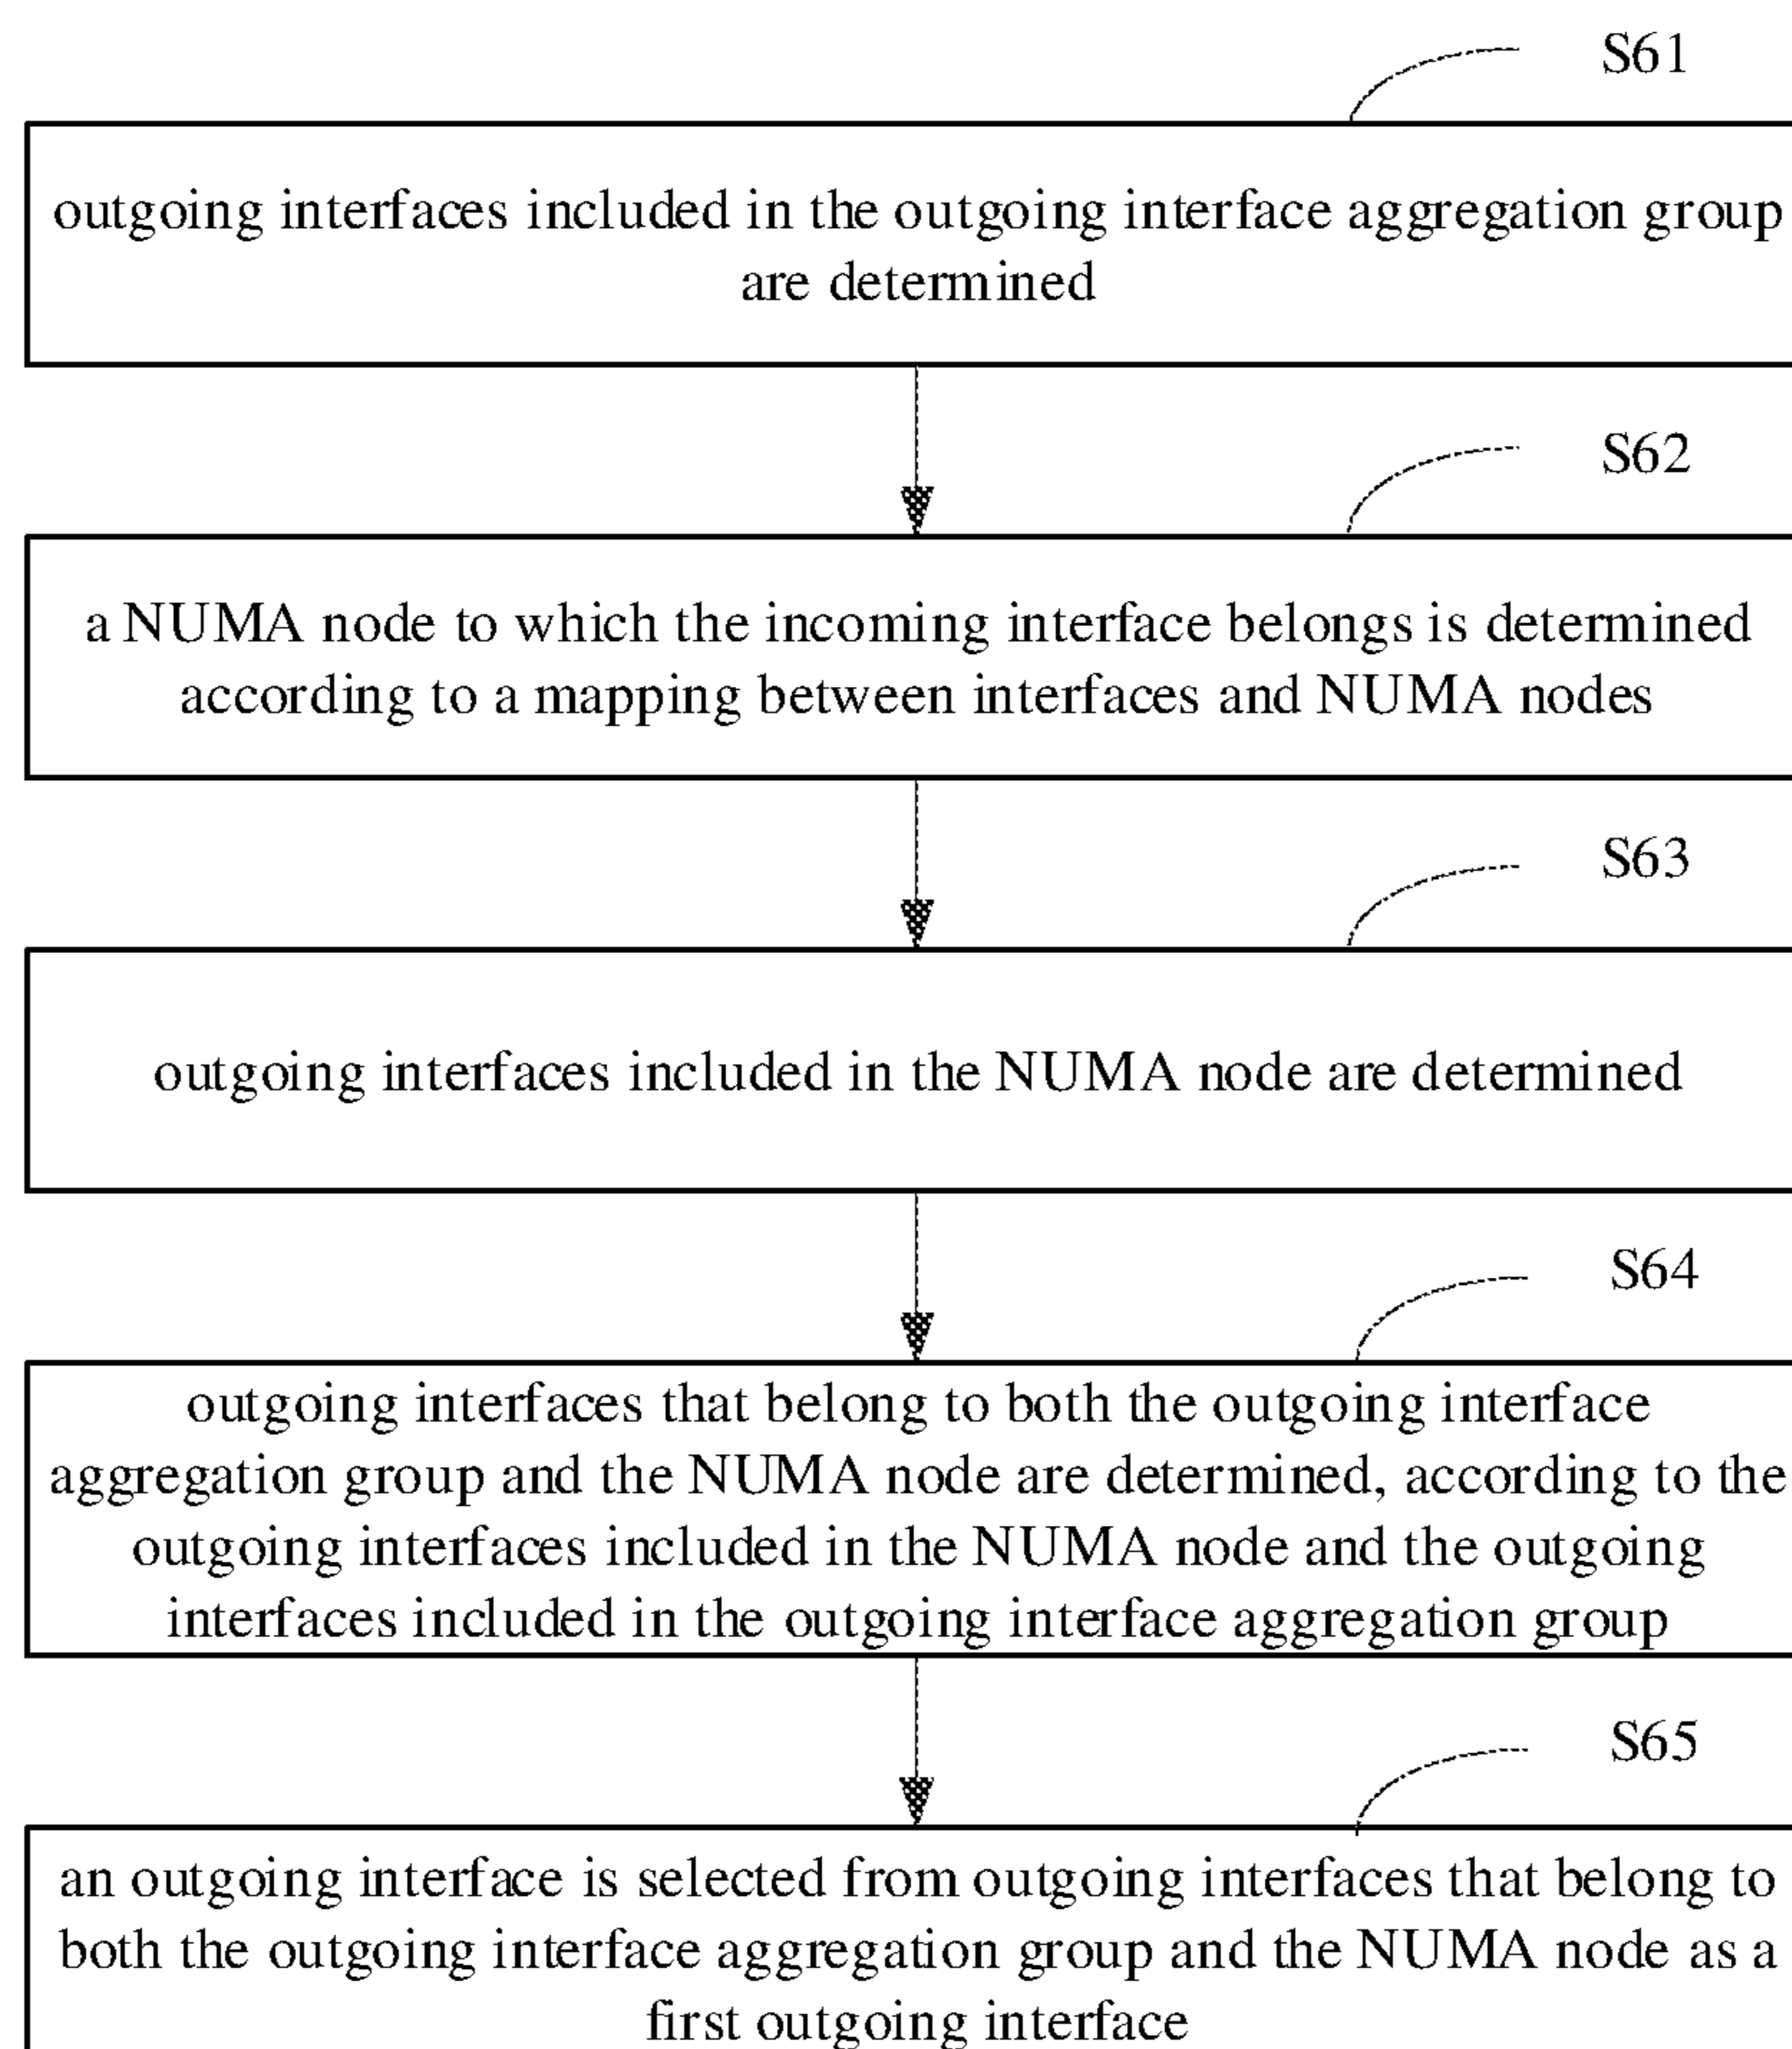 S61
outgoing interfaces included in the outgoing interface aggregation group
are determined
S62
a NUMA node to which the incoming interface belongs is determined
according to a mapping between interfaces and NUMA nodes
S63
outgoing interfaces included in the NUMA node are determined
S64
outgoing interfaces that belong to both the outgoing interface
aggregation group and the NUMA node are determined, according to the
outgoing interfaces included in the NUMA node and the outgoing
interfaces included in the outgoing interface aggregation group
S65
an outgoing interface is selected from outgoing interfaces that belong to
both the outgoing interface aggregation group and the NUMA node as a
first outgoing interface